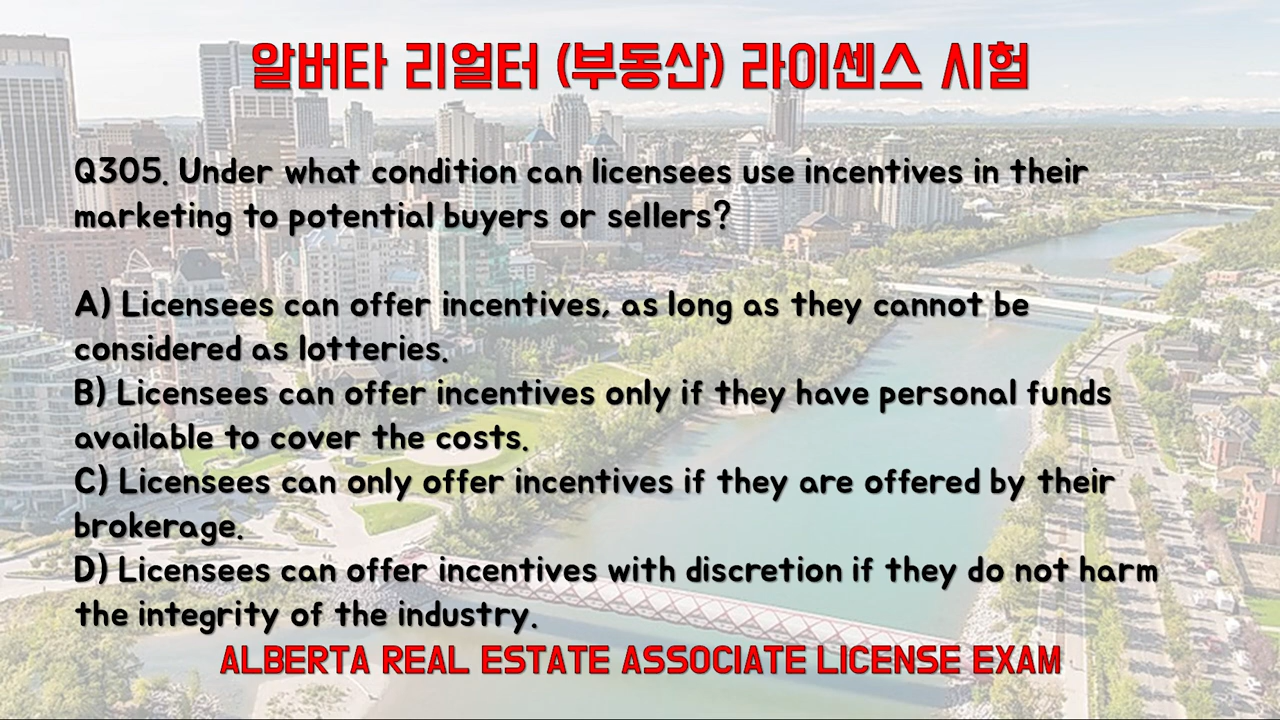 알버타 리얼터 (부동산) 라이센스 시험
Q305. Under what condition can licensees use incentives in their
marketing to potential buyers or sellers?
A) Licensees can offer incentives, as long as they cannot be
considered as lotteries.
B) Licensees can offer incentives only if they have personal funds
available to cover the costs.
C) Licensees can only offer incentives if they are offered by their
brokerage.
D) Licensees can offer incentives with discretion if they do not harm
the integrity of the industry.
ALBERTA REAL ESTATE ASSOCIATE LICENSE EXAM